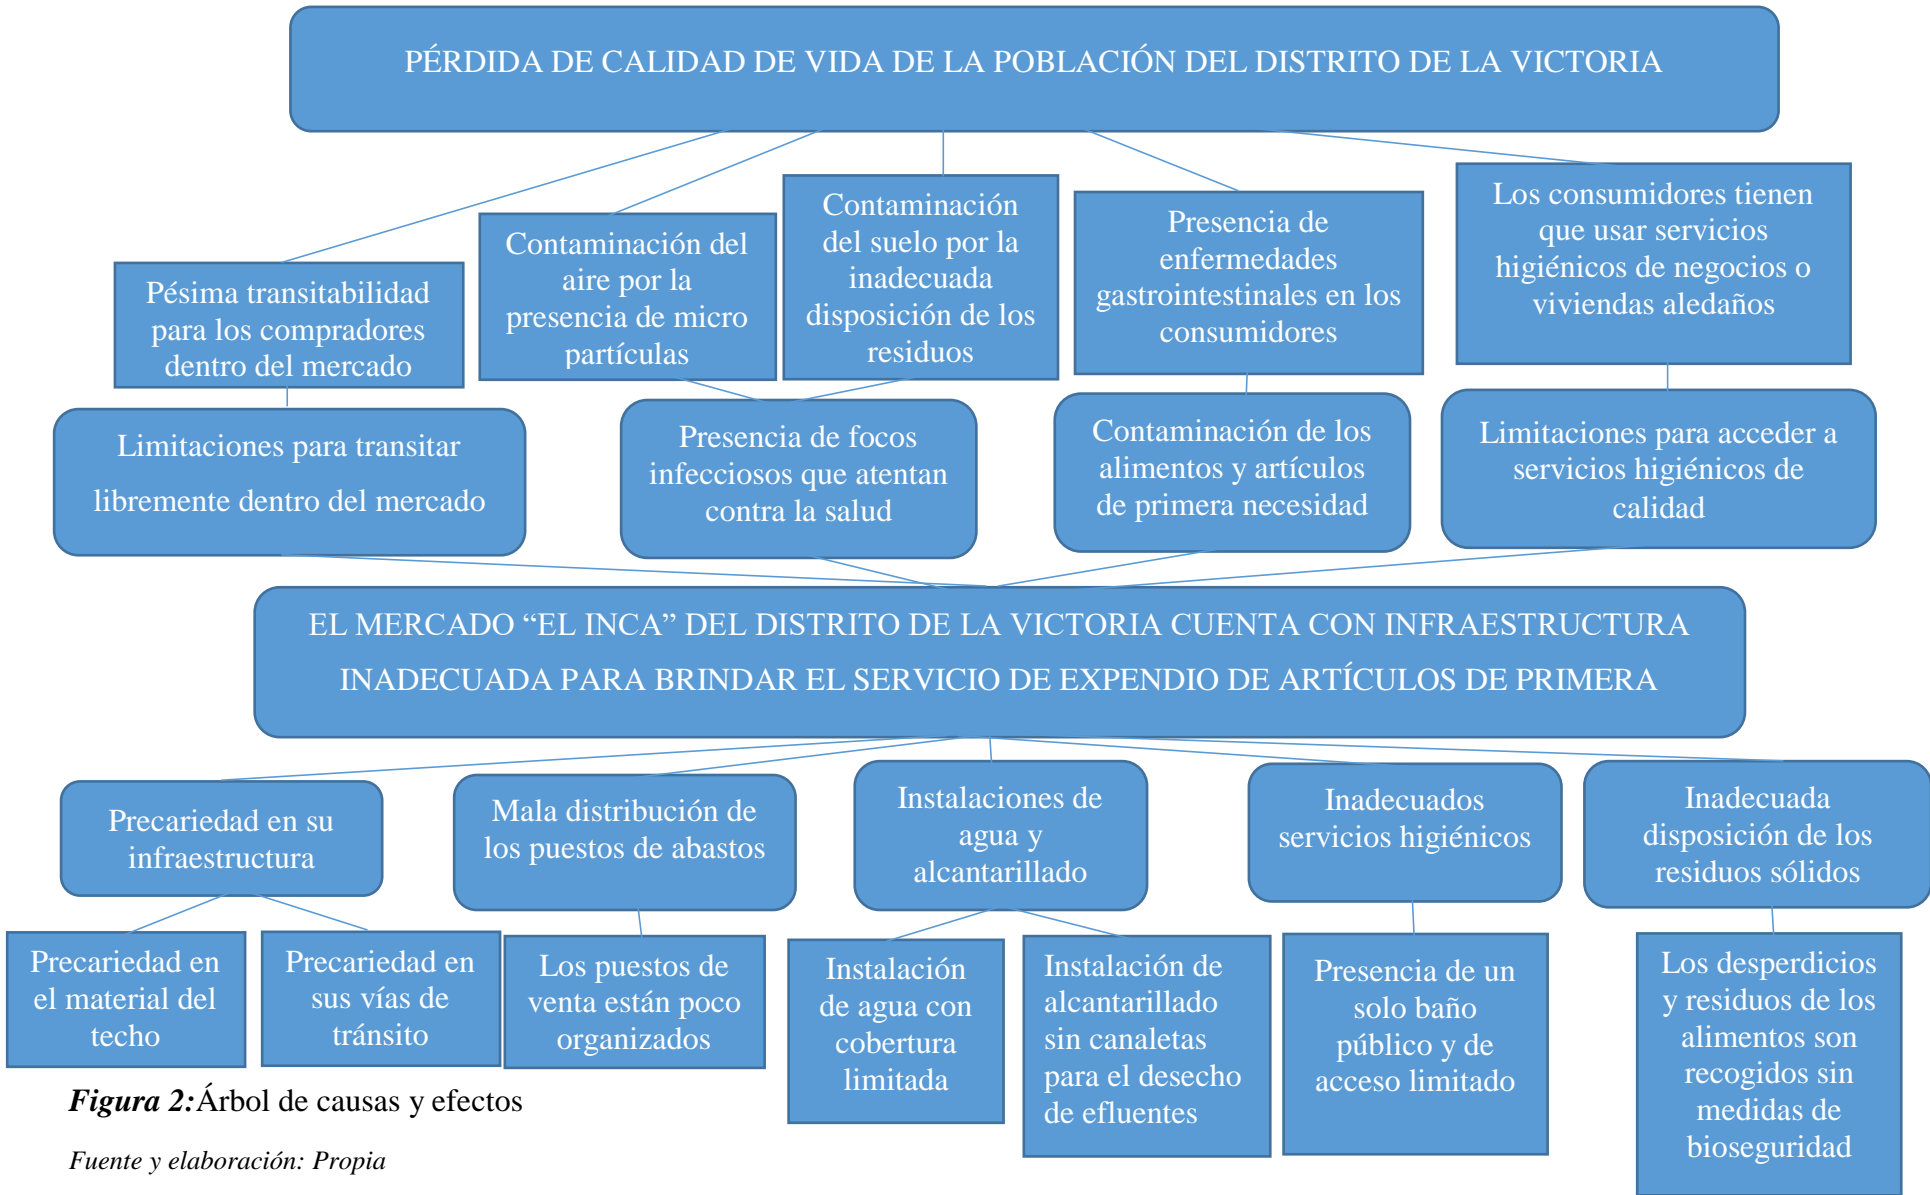 PÉRDIDA DE CALIDAD DE VIDA DE LA POBLACIÓN DEL DISTRITO DE LA VICTORIA
Pésima transitabilidad
para los compradores
dentro del mercado
Contaminación del
aire por la
presencia de micro
partículas
Contaminación
del suelo por la
inadecuada
disposición de los
residuos
Presencia de
enfermedades
gastrointestinales en los
consumidores
Los consumidores tienen
que usar servicios
higiénicos de negocios o
viviendas aledaños
Limitaciones para transitar
libremente dentro del mercado
Presencia de focos
infecciosos que atentan
contra la salud
Contaminación de los
alimentos y artículos
de primera necesidad
Limitaciones para acceder a
servicios higiénicos de
calidad
EL MERCADO “EL INCA” DEL DISTRITO DE LA VICTORIA CUENTA CON INFRAESTRUCTURA
INADECUADA PARA BRINDAR EL SERVICIO DE EXPENDIO DE ARTÍCULOS DE PRIMERA
Precariedad en su
infraestructura
Mala distribución de
los puestos de abastos
Instalaciones de
agua y
alcantarillado
Inadecuados
servicios higiénicos
Inadecuada
disposición de los
residuos sólidos
Precariedad en
el material del
techo
Precariedad en
sus vías de
tránsito
Los puestos de
venta están poco
organizados
Instalación
de agua con
cobertura
limitada
Instalación de
alcantarillado
sin canaletas
para el desecho
de efluentes
Presencia de un
solo baño
público y de
acceso limitado
Los desperdicios
y residuos de los
alimentos son
recogidos sin
medidas de
bioseguridad
Figura 2:Árbol de causas y efectos
Fuente y elaboración: Propia